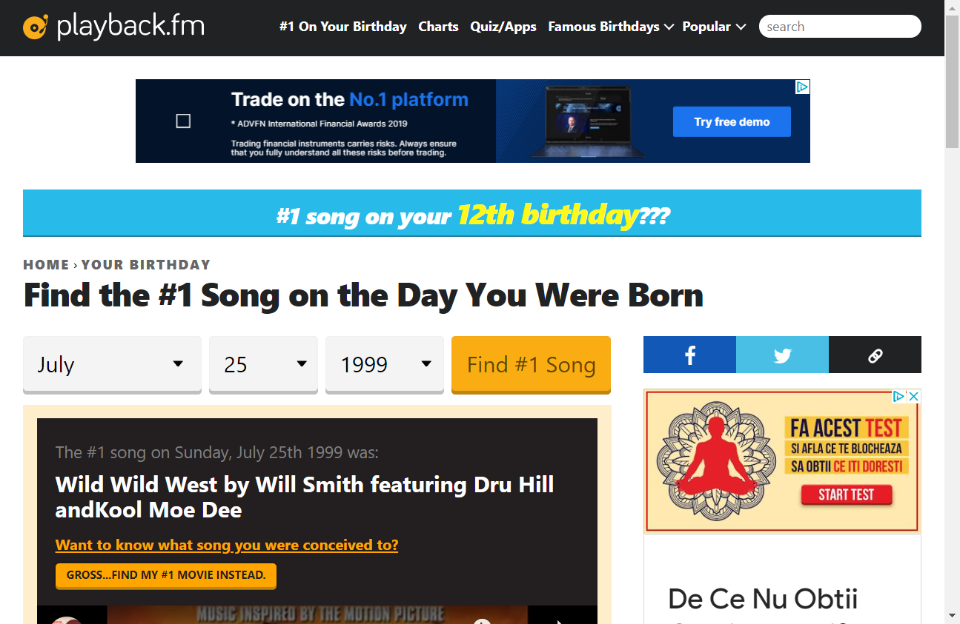 playback.fm
#1 On Your Birthday Charts Quiz/Apps Famous Birthdays Popular search
Trade on the No.1 platform
* ADVFN International Financial Awards 2019
Trading financial instruments carries risks. Always ensure
that you fully understand all these risks before trading.
Try free demo
#1 song on your 12th birthday???
HOME › YOUR BIRTHDAY
Find the #1 Song on the Day You Were Born
July 25 1999 Find #1 Song
The #1 song on Sunday, July 25th 1999 was:
Wild Wild West by Will Smith featuring Dru Hill
andKool Moe Dee
Want to know what song you were conceived to?
GROSS...FIND MY #1 MOVIE INSTEAD.
MUSIC INSPIRED BY THE MOTION PICTURE
FA ACEST TEST
SI AFLA CE TE BLOCHEAZA
SA OBTII CE ITI DORESTI
START TEST
De Ce Nu Obtii